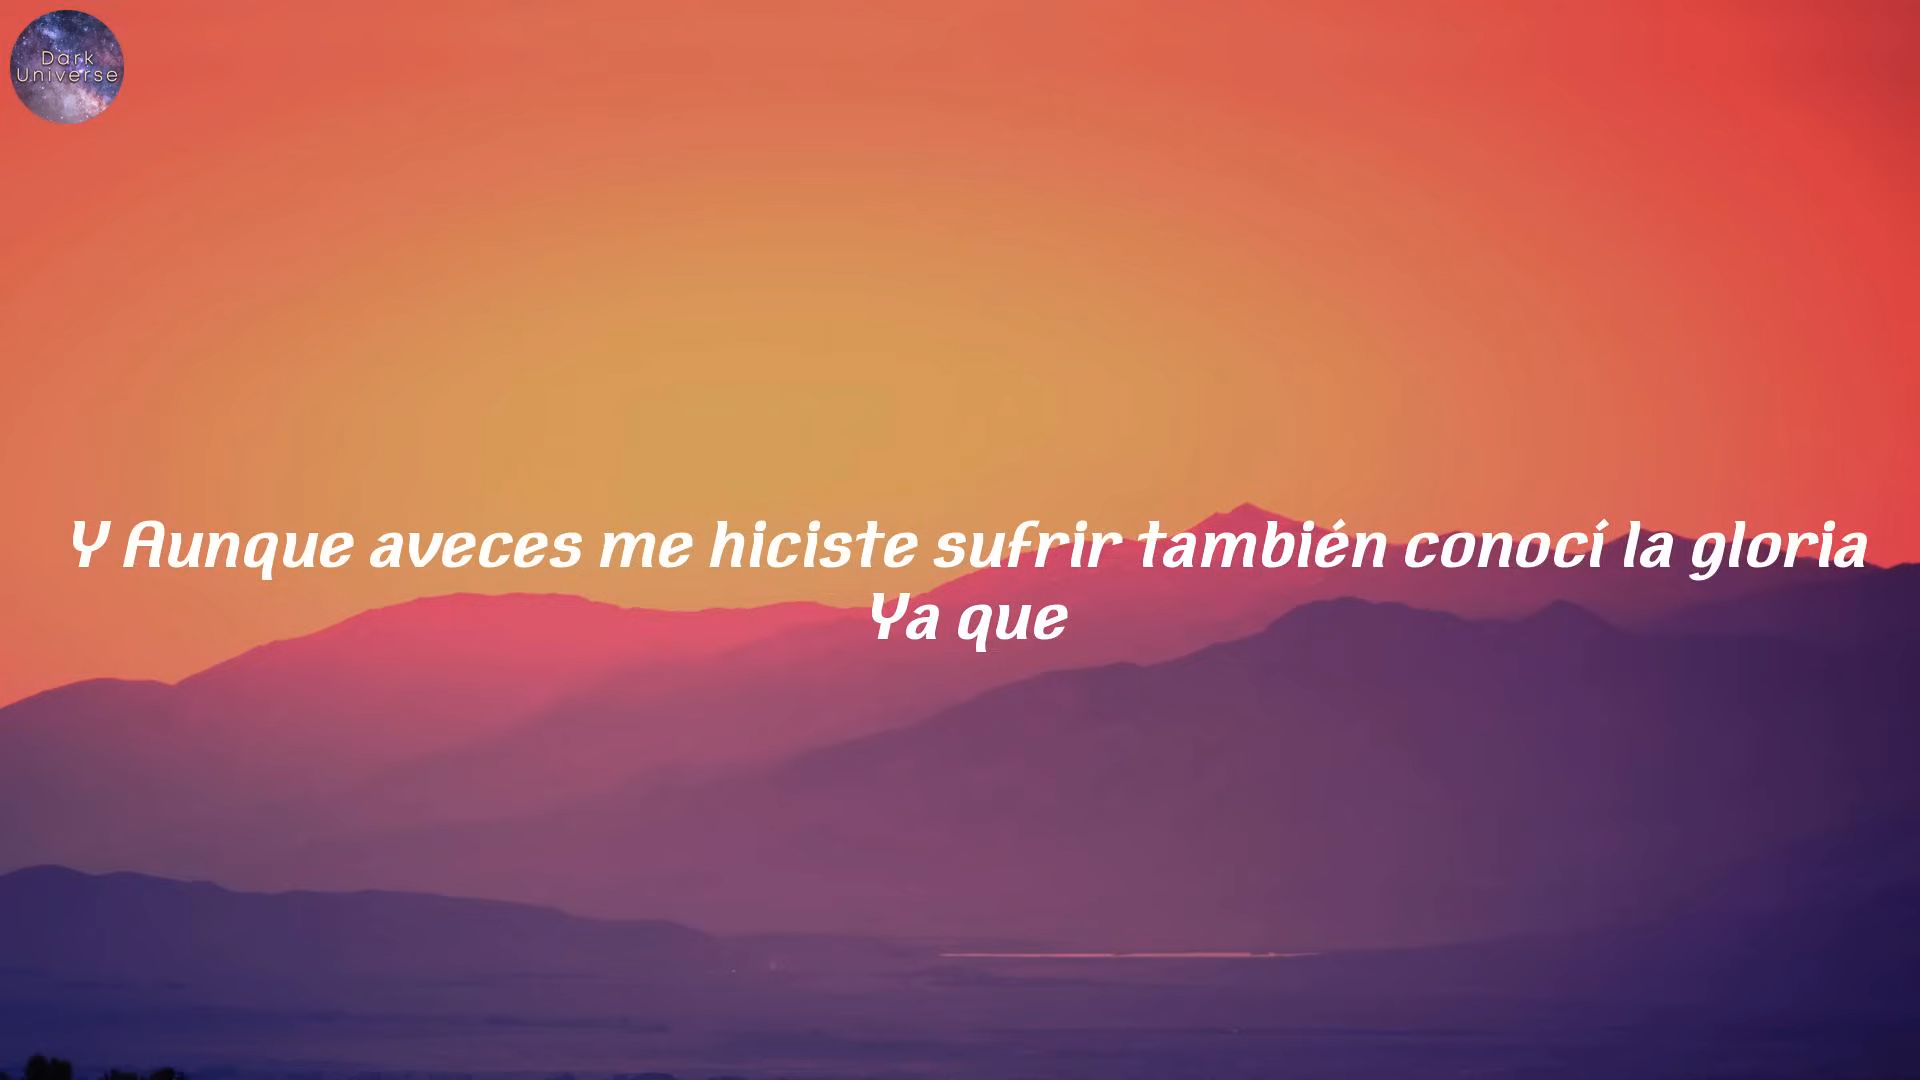 Dark
Universe
Y Aunque aveces me hiciste sufrir también conocí la gloria
Ya que